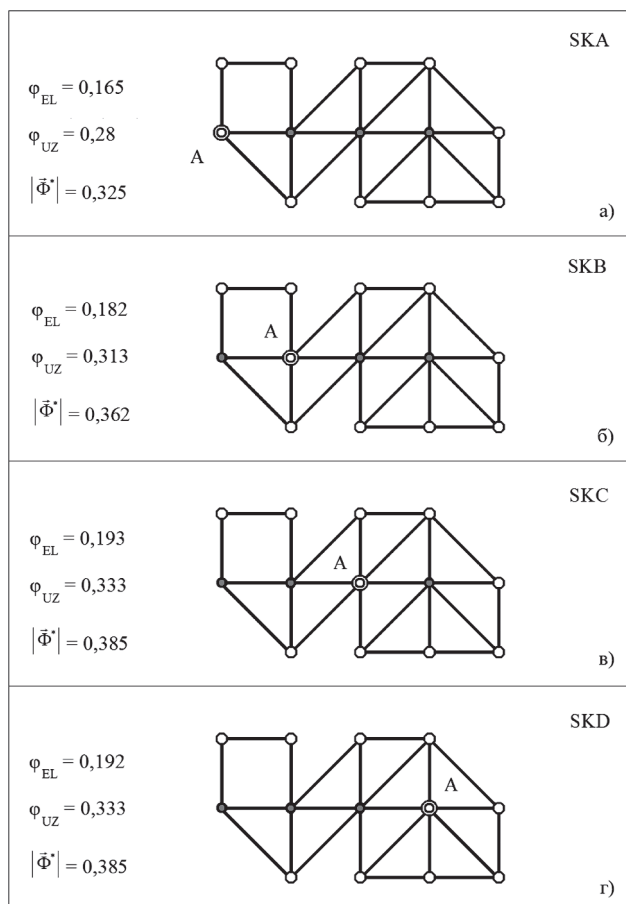 SKA
φEL = 0,165
φUZ = 0,28
A
|Φ⃗*| = 0,325
а)
SKB
φEL = 0,182
A
φUZ = 0,313
|Φ⃗*| = 0,362
б)
SKC
φEL = 0,193
A
φUZ = 0,333
|Φ⃗*| = 0,385
в)
SKD
φEL = 0,192
A
φUZ = 0,333
|Φ⃗*| = 0,385
г)